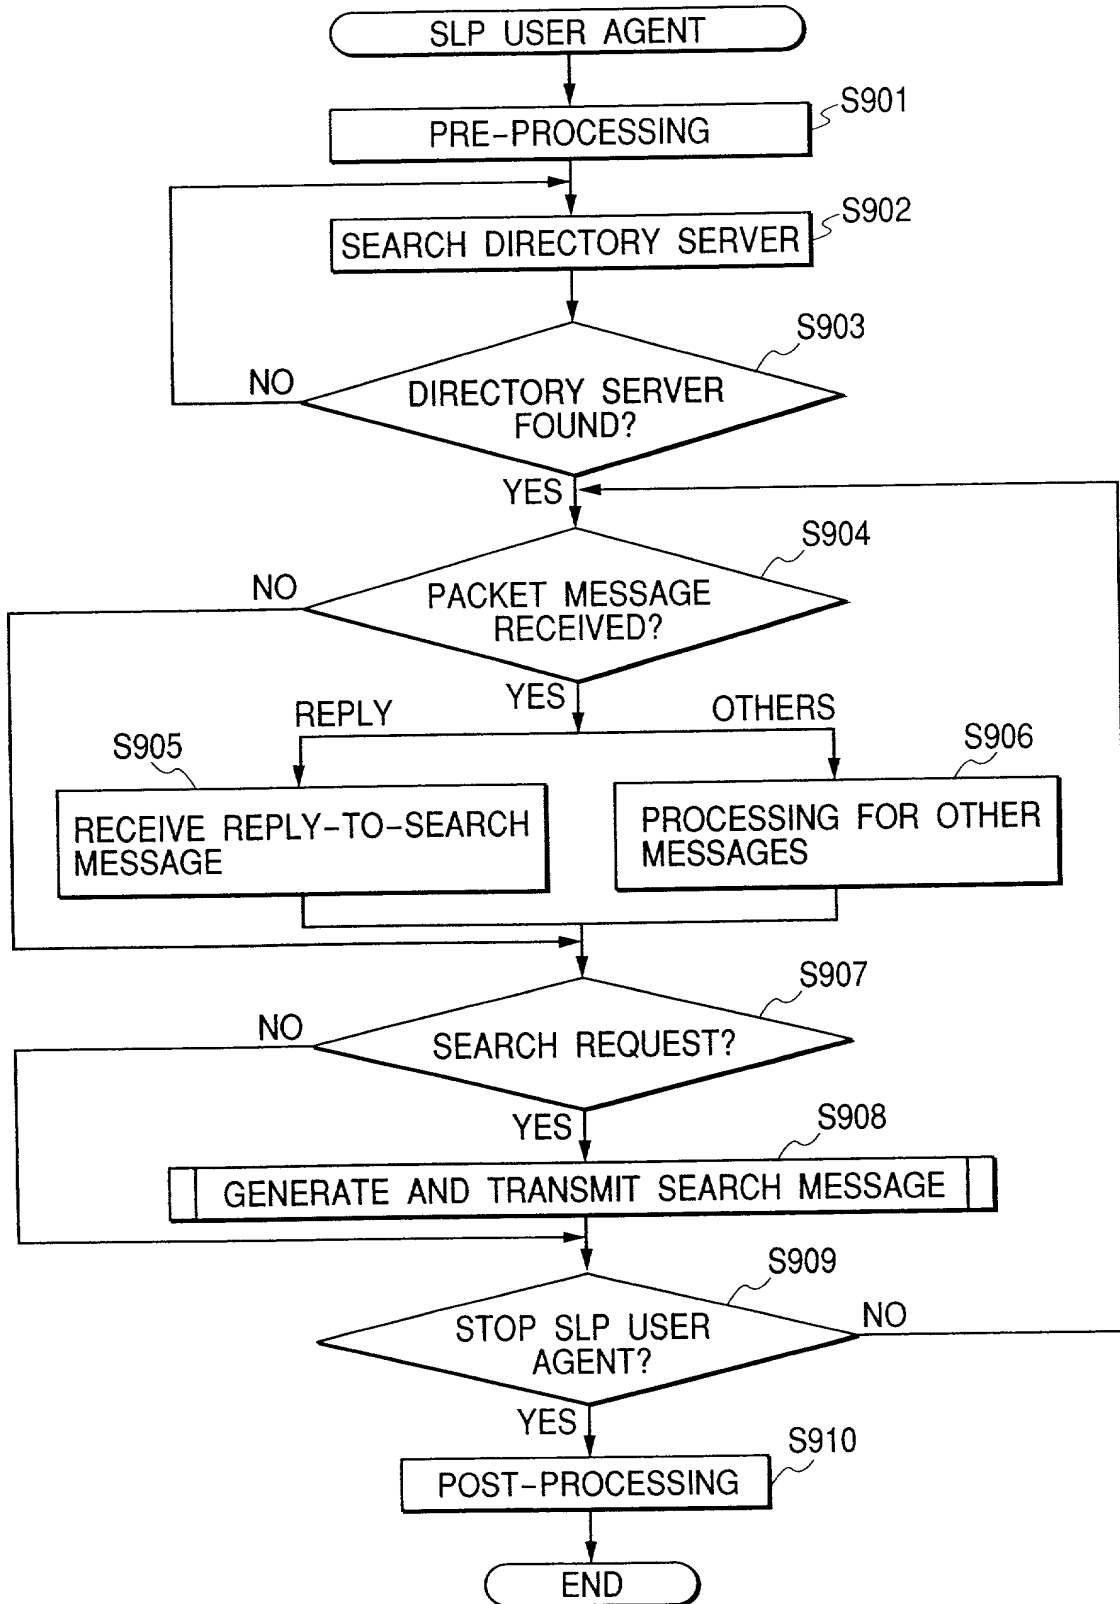 SLP USER AGENT
S901
PRE-PROCESSING
S902
SEARCH DIRECTORY SERVER
S903
NO
DIRECTORY SERVER
FOUND?
YES
S904
NO
PACKET MESSAGE
RECEIVED?
YES
REPLY
OTHERS
S905
S906
RECEIVE REPLY-TO-SEARCH
MESSAGE
PROCESSING FOR OTHER
MESSAGES
S907
NO
SEARCH REQUEST?
YES
S908
GENERATE AND TRANSMIT SEARCH MESSAGE
S909
STOP SLP USER
AGENT?
NO
YES
S910
POST-PROCESSING
END